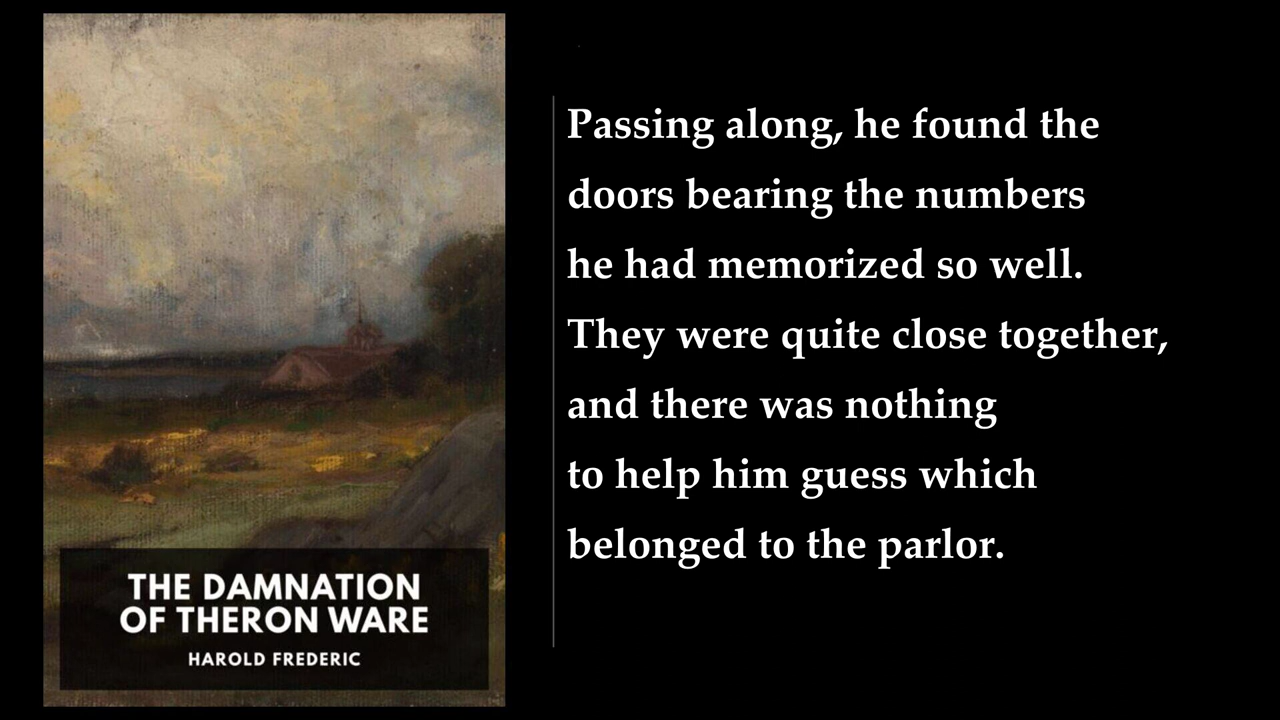 Passing along, he found the
doors bearing the numbers
he had memorized so well.
They were quite close together,
and there was nothing
to help him guess which
belonged to the parlor.
THE DAMNATION
OF THERON WARE
HAROLD FREDERIC